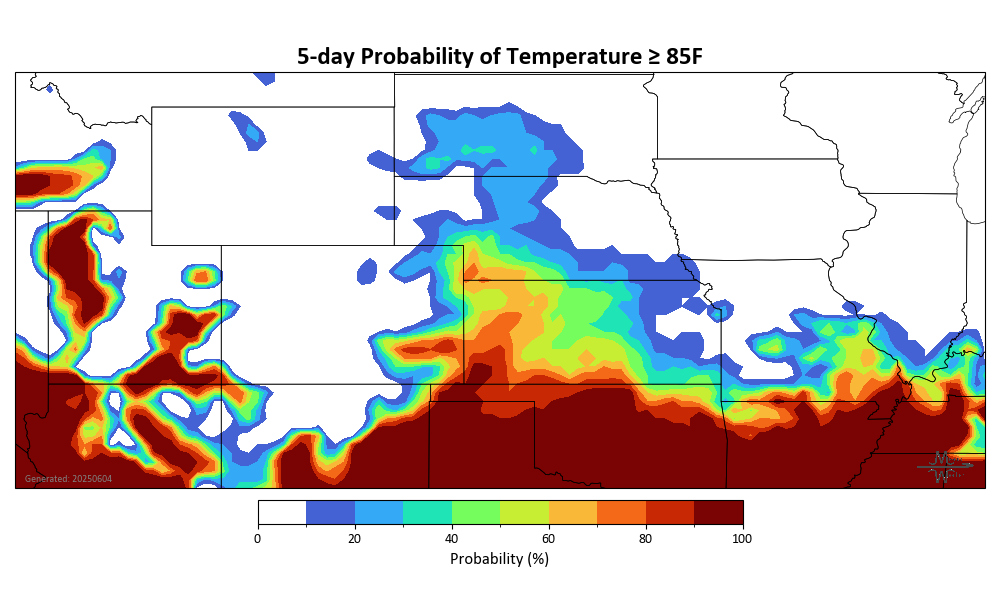 5-day Probability of Temperature ≥ 85F
Generated: 20250604
0 20 40 60 80 100
Probability (%)